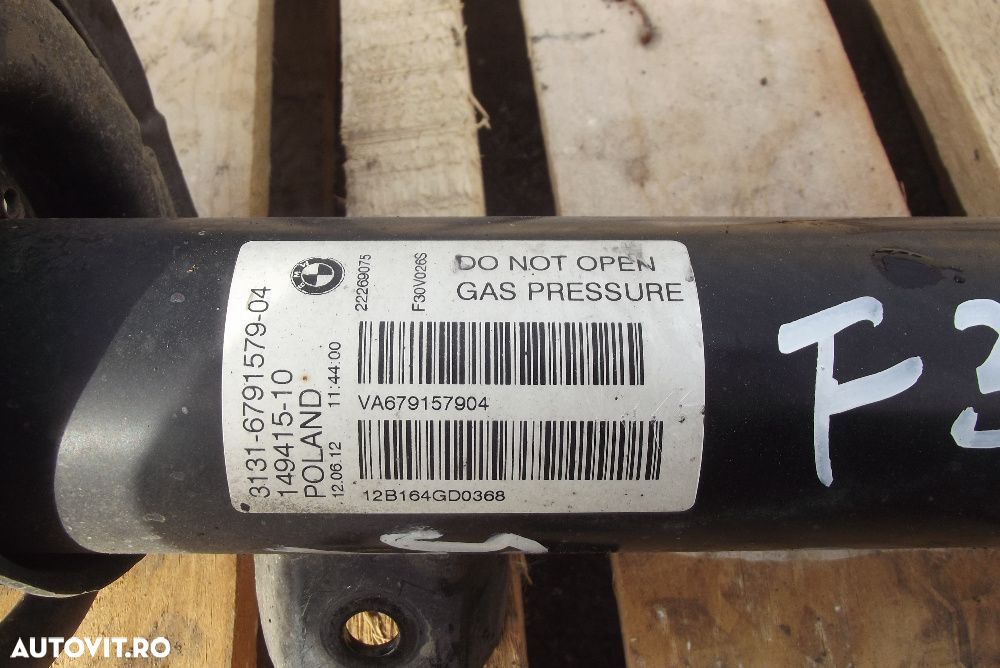 DO NOT OPEN
GAS PRESSURE
22269075
F30V026S
BMW
3131-6791579-04
149415-10
POLAND
12.06.12 11:44:00
VA679157904
12B164GD0368
F3
S
AUTOVIT.RO